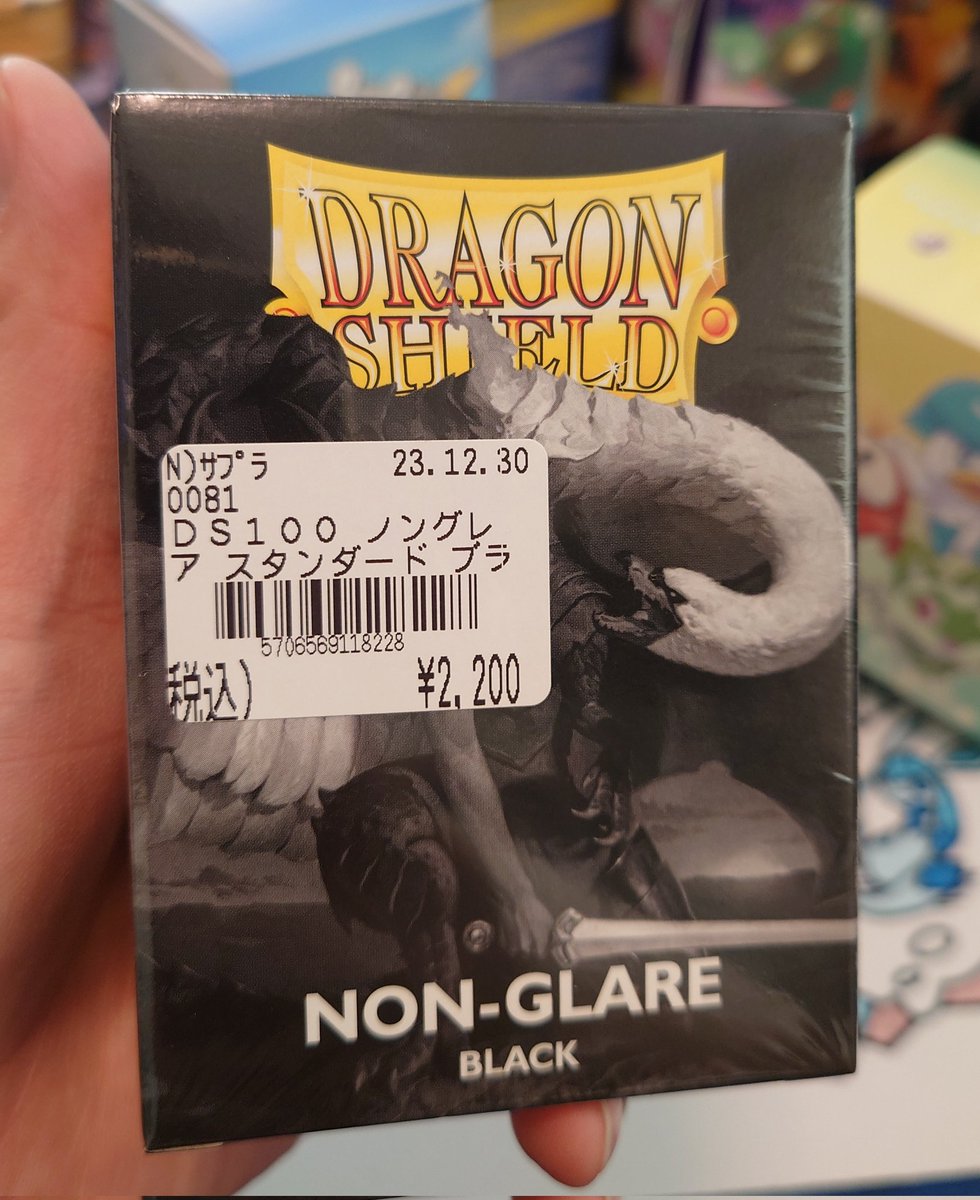 DRAGON
SHIELD
N)サプラ 23.12.30
0081
DS100 ノングレ
ア スタンダード ブラ
5706569118228
税込) ¥2,200
NON-GLARE
BLACK